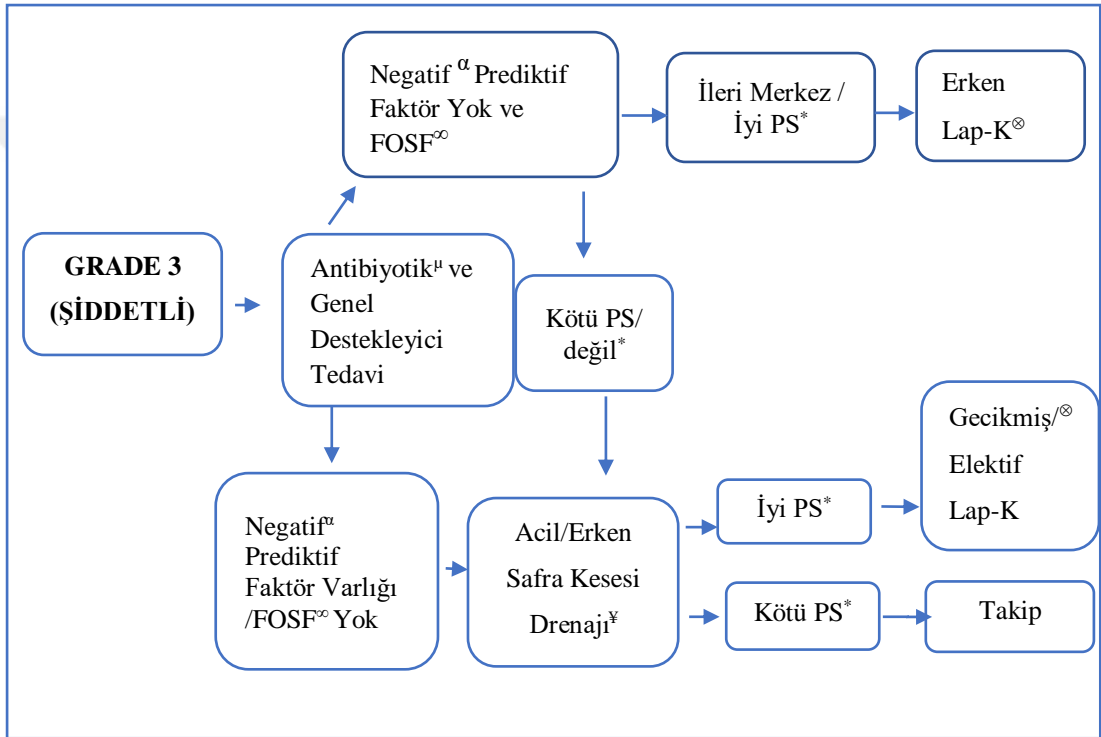 Negatif ᵅ Prediktif
Faktör Yok ve
FOSF∞
İleri Merkez /
İyi PS*
Erken
Lap-K⊗
GRADE 3
(ŞİDDETLİ)
Antibiyotikᵘ ve
Genel
Destekleyici
Tedavi
Kötü PS/
değil*
Negatifᵅ
Prediktif
Faktör Varlığı
/FOSF∞ Yok
Acil/Erken
Safra Kesesi
Drenajı¥
İyi PS*
Gecikmiş/⊗
Elektif
Lap-K
Kötü PS*
Takip